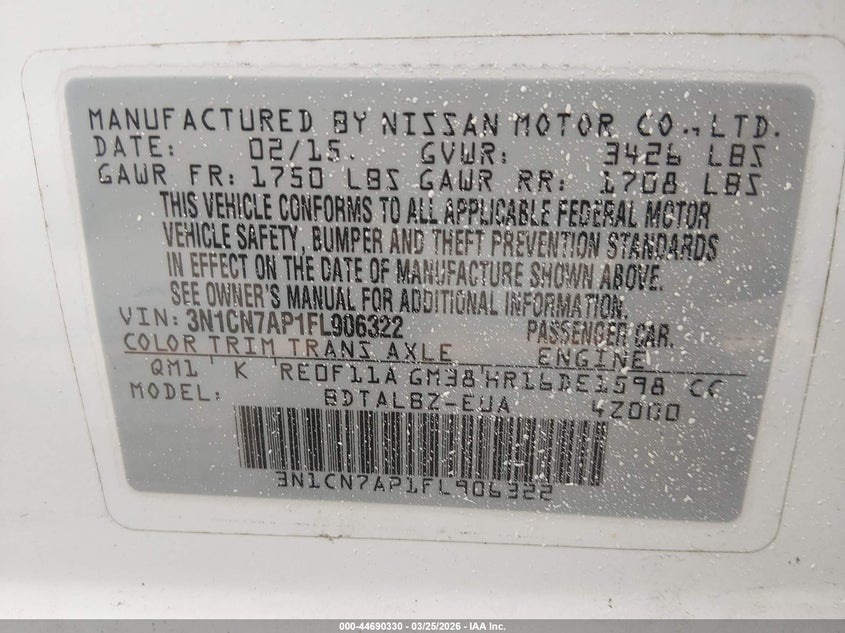 MANUFACTURED BY NISSAN MOTOR CO., LTD.
DATE: 02/15. GVWR: 3426 LBS
GAWR FR: 1750 LBS GAWR RR: 1708 LBS
THIS VEHICLE CONFORMS TO ALL APPLICABLE FEDERAL MOTOR
VEHICLE SAFETY, BUMPER AND THEFT PREVENTION STANDARDS
IN EFFECT ON THE DATE OF MANUFACTURE SHOWN ABOVE.
SEE OWNER'S MANUAL FOR ADDITIONAL INFORMATION.
VIN: 3N1CN7AP1FL906322 PASSENGER CAR.
COLOR TRIM TRANS AXLE ENGINE
QM1 K RE0F11A GM38 HR16DE1598 CC
MODEL: BDTALBZ-EUA 4Z000
3N1CN7AP1FL906322
000-44690330 | 03/25/2026 - IAA Inc.